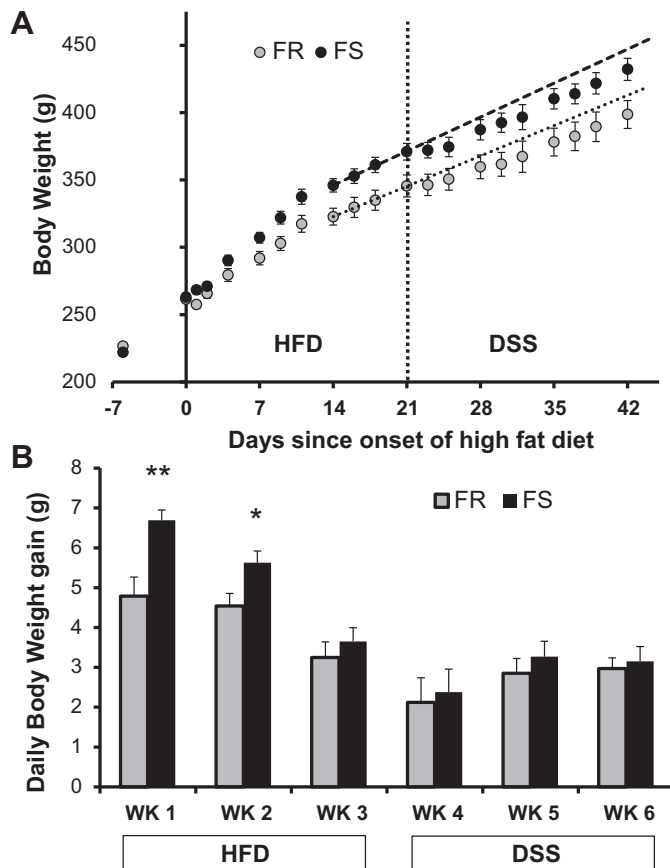 A
450
FR FS
400
350
300
250
HFD DSS
200
-7 0 7 14 21 28 35 42
Body Weight (g)
Days since onset of high fat diet
B
8
**
FR FS
7
*
6
5
4
3
2
1
0
Daily Body Weight gain (g)
WK 1 WK 2 WK 3 WK 4 WK 5 WK 6
HFD DSS